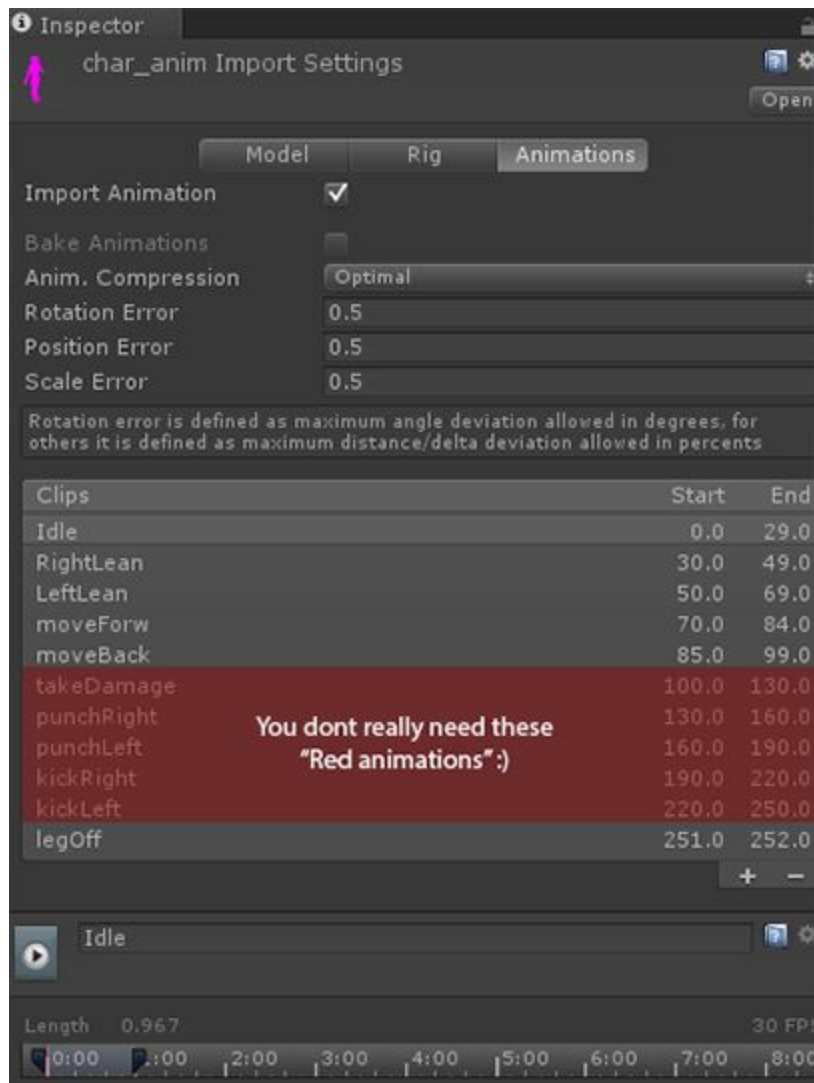 Inspector
char_anim Import Settings
Open
Model Rig Animations
Import Animation
Bake Animations
Anim. Compression Optimal
Rotation Error 0.5
Position Error 0.5
Scale Error 0.5
Rotation error is defined as maximum angle deviation allowed in degrees, for
others it is defined as maximum distance/delta deviation allowed in percents
Clips Start End
Idle 0.0 29.0
RightLean 30.0 49.0
LeftLean 50.0 69.0
moveForw 70.0 84.0
moveBack 85.0 99.0
takeDamage 100.0 130.0
punchRight 130.0 160.0
punchLeft 160.0 190.0
kickRight 190.0 220.0
kickLeft 220.0 250.0
You dont really need these
“Red animations” :)
legOff 251.0 252.0
+ −
Idle
Length 0.967 30 FPS
0:00 1:00 2:00 3:00 4:00 5:00 6:00 7:00 8:00